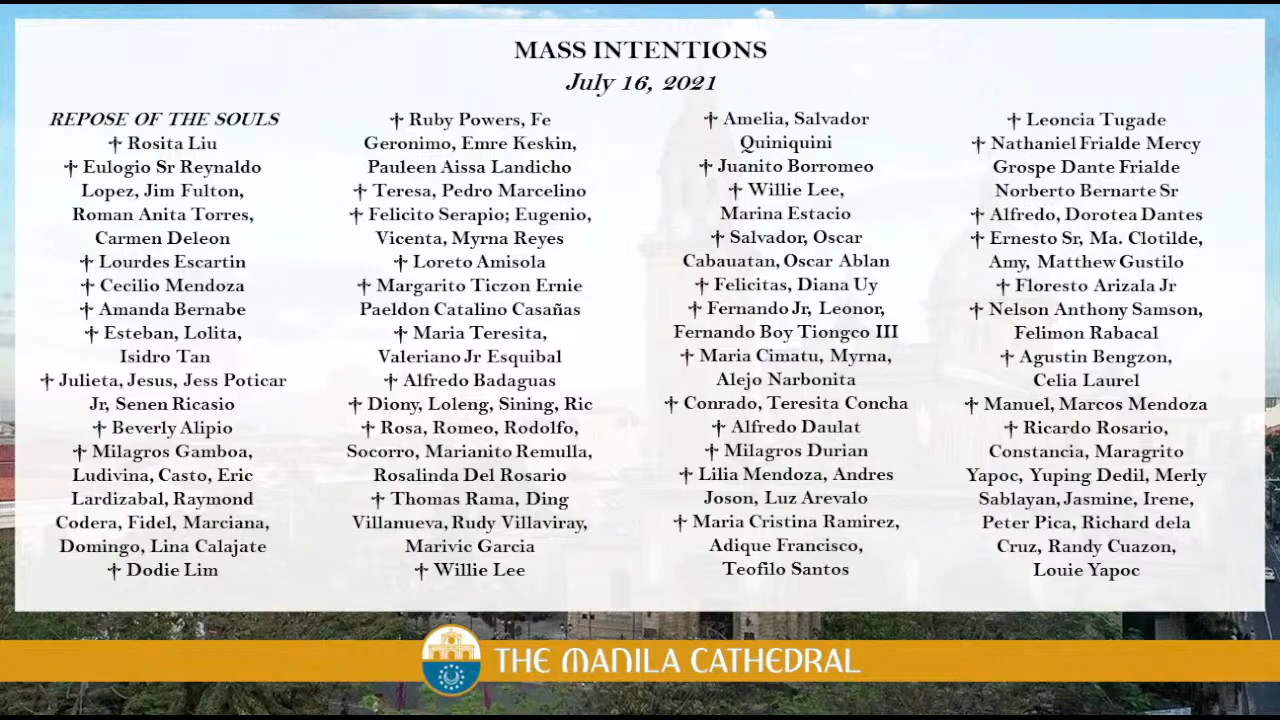 MASS INTENTIONS
July 16, 2021
REPOSE OF THE SOULS
✝ Rosita Liu
✝ Eulogio Sr Reynaldo
Lopez, Jim Fulton,
Roman Anita Torres,
Carmen Deleon
✝ Lourdes Escartin
✝ Cecilio Mendoza
✝ Amanda Bernabe
✝ Esteban, Lolita,
Isidro Tan
✝ Julieta, Jesus, Jess Poticar
Jr, Senen Ricasio
✝ Beverly Alipio
✝ Milagros Gamboa,
Ludivina, Casto, Eric
Lardizabal, Raymond
Codera, Fidel, Marciana,
Domingo, Lina Calajate
✝ Dodie Lim
✝ Ruby Powers, Fe
Geronimo, Emre Keskin,
Pauleen Aissa Landicho
✝ Teresa, Pedro Marcelino
✝ Felicito Serapio; Eugenio,
Vicenta, Myrna Reyes
✝ Loreto Amisola
✝ Margarito Ticzon Ernie
Paeldon Catalino Casañas
✝ Maria Teresita,
Valeriano Jr Esquibal
✝ Alfredo Badaguas
✝ Diony, Loleng, Sining, Ric
✝ Rosa, Romeo, Rodolfo,
Socorro, Marianito Remulla,
Rosalinda Del Rosario
✝ Thomas Rama, Ding
Villanueva, Rudy Villaviray,
Marivic Garcia
✝ Willie Lee
✝ Amelia, Salvador
Quiniquini
✝ Juanito Borromeo
✝ Willie Lee,
Marina Estacio
✝ Salvador, Oscar
Cabauatan, Oscar Ablan
✝ Felicitas, Diana Uy
✝ Fernando Jr, Leonor,
Fernando Boy Tiongco III
✝ Maria Cimatu, Myrna,
Alejo Narbonita
✝ Conrado, Teresita Concha
✝ Alfredo Daulat
✝ Milagros Durian
✝ Lilia Mendoza, Andres
Joson, Luz Arevalo
✝ Maria Cristina Ramirez,
Adique Francisco,
Teofilo Santos
✝ Leoncia Tugade
✝ Nathaniel Frialde Mercy
Grospe Dante Frialde
Norberto Bernarte Sr
✝ Alfredo, Dorotea Dantes
✝ Ernesto Sr, Ma. Clotilde,
Amy, Matthew Gustilo
✝ Floresto Arizala Jr
✝ Nelson Anthony Samson,
Felimon Rabacal
✝ Agustin Bengzon,
Celia Laurel
✝ Manuel, Marcos Mendoza
✝ Ricardo Rosario,
Constancia, Maragrito
Yapoc, Yuping Dedil, Merly
Sablayan, Jasmine, Irene,
Peter Pica, Richard dela
Cruz, Randy Cuazon,
Louie Yapoc
THE MANILA CATHEDRAL